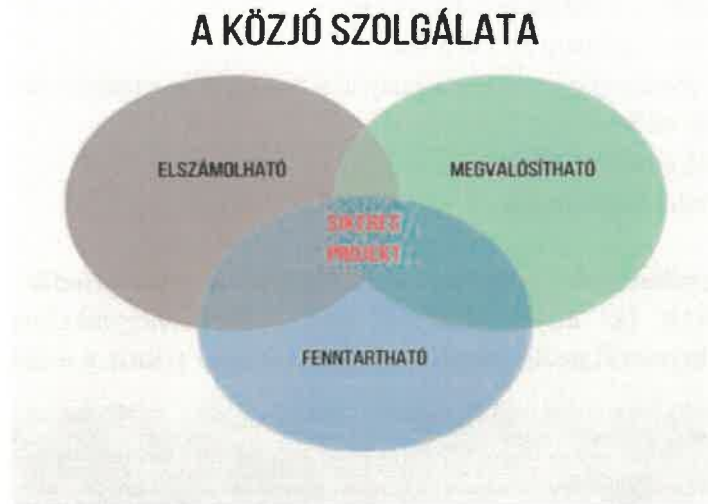 A KÖZJÓ SZOLGÁLATA
ELSZÁMOLHATÓ
MEGVALÓSÍTHATÓ
SIKERES
PROJEKT
FENNTARTHATÓ